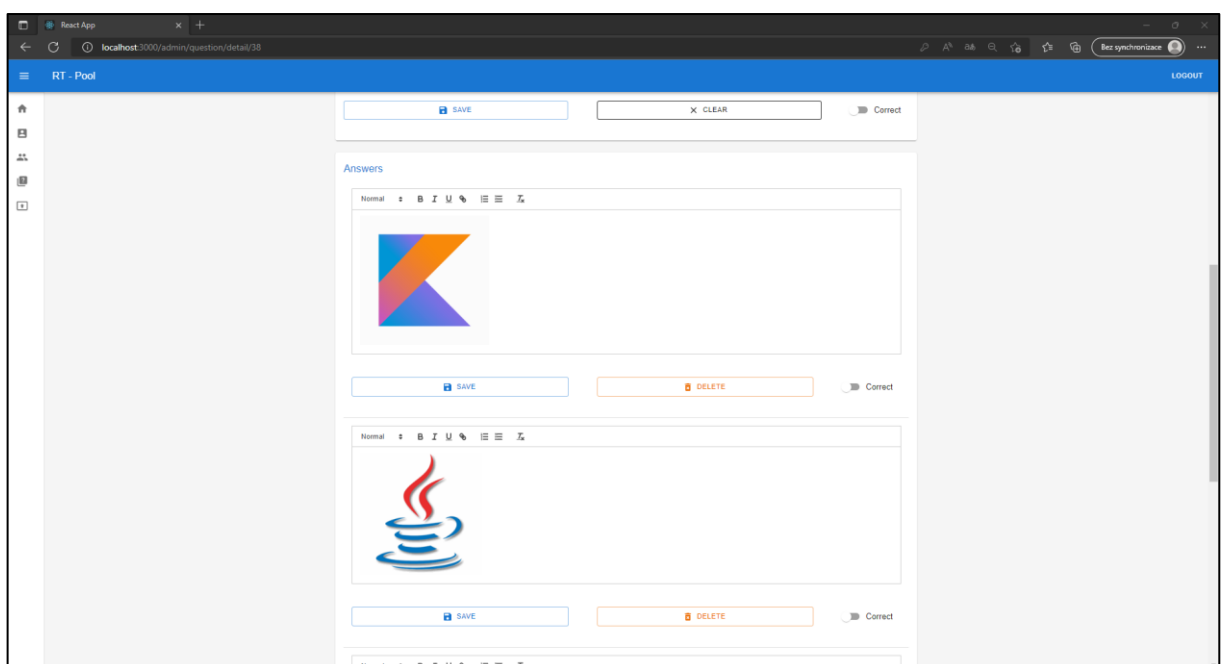 React App
localhost:3000/admin/question/detail/38
Bez synchronizace
RT - Pool
LOGOUT
SAVE
CLEAR
Correct
Answers
Normal
SAVE
DELETE
Correct
Normal
SAVE
DELETE
Correct